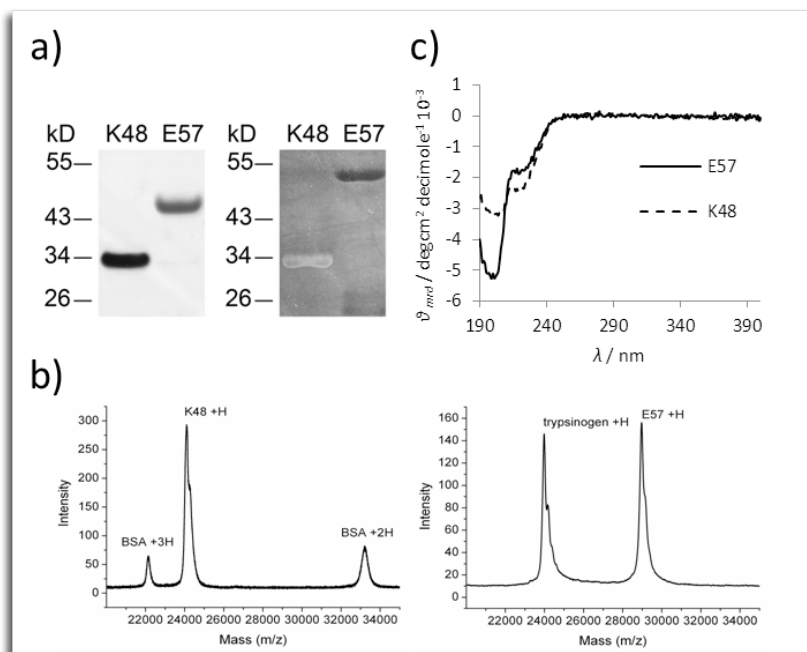 a)
kD K48 E57
55
43
34
26
kD K48 E57
55
43
34
26
c)
1
0
-1
-2
-3
-4
-5
-6
190 240 290 340 390
ϑ mrd / degcm² decimole⁻¹ 10⁻³
λ / nm
E57
K48
b)
K48 +H
BSA +3H
BSA +2H
300
250
200
150
100
50
0
Intensity
22000 24000 26000 28000 30000 32000 34000
Mass (m/z)
trypsinogen +H
E57 +H
160
140
120
100
80
60
40
20
0
Intensity
22000 24000 26000 28000 30000 32000 34000
Mass (m/z)